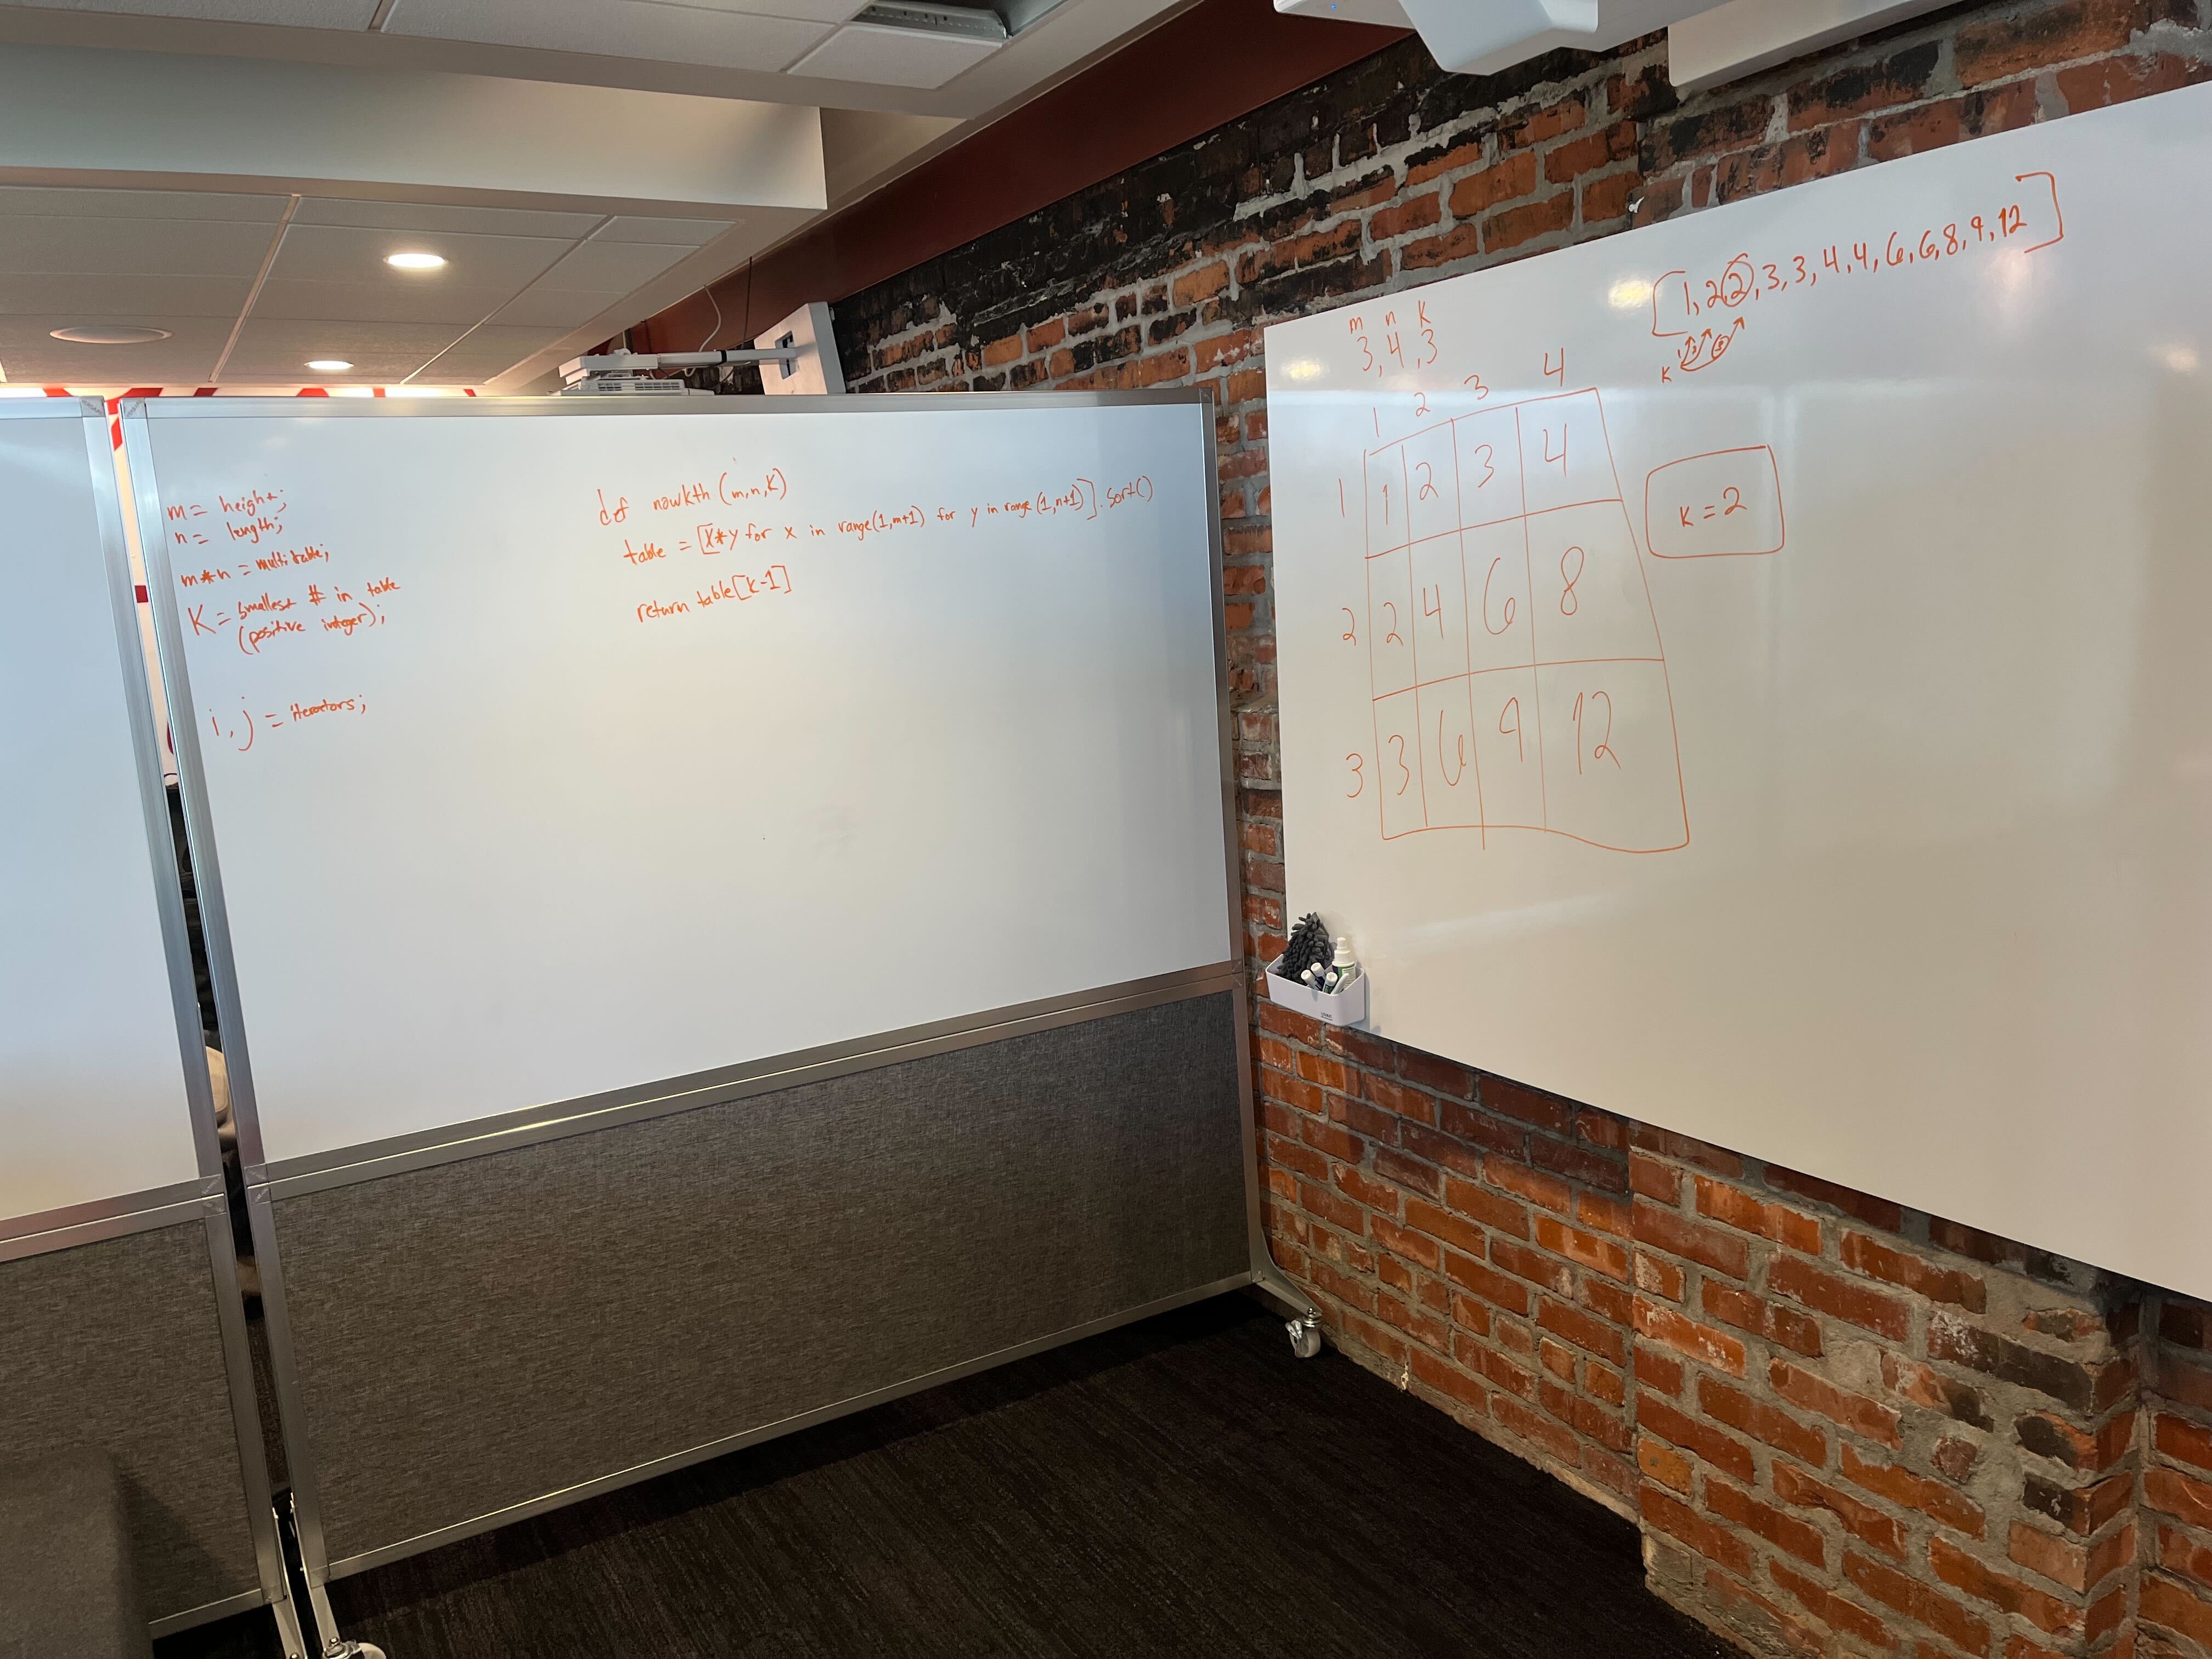 m = height;
n = length;
m*n = multi table;
K = smallest # in table
(positive integer);
i, j = iterators;
def nawkth (m,n,K)
table = [x*y for x in range(1,m+1) for y in range(1,n+1)].sort()
return table[k-1]
m n K
3, 4, 3
1 2 3 4
1 1 2 3 4
2 2 4 6 8
3 3 6 9 12
[1, 2 2, 3, 3, 4, 4, 6, 6, 8, 9, 12]
K 1 2 3
K = 2